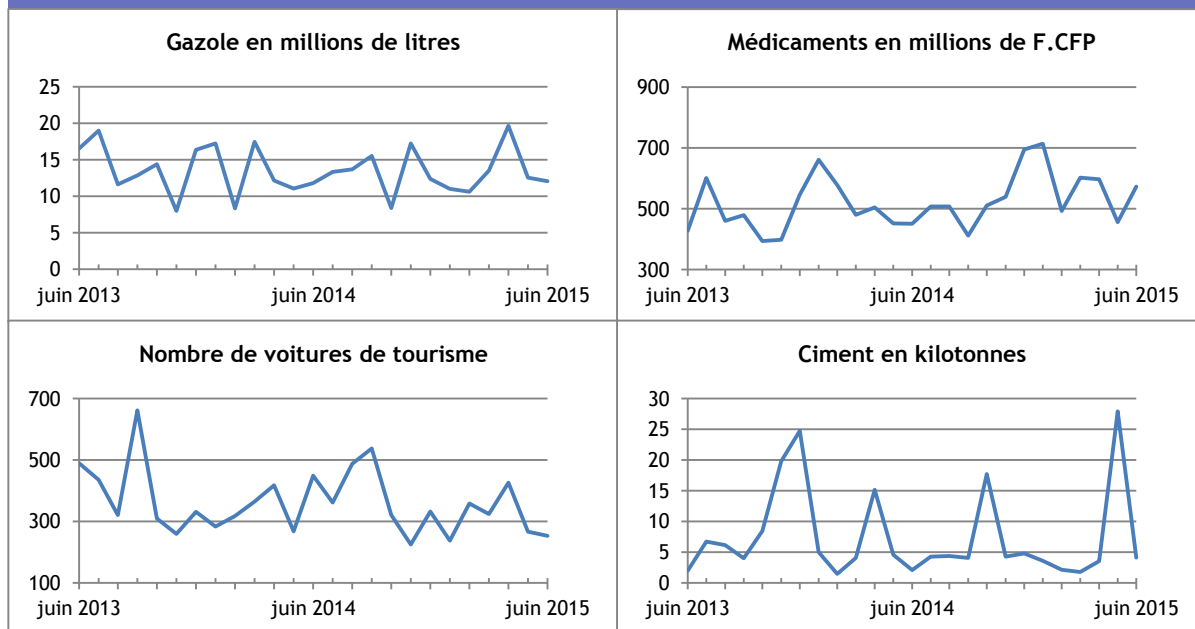 Gazole en millions de litres
25
20
15
10
5
0
juin 2013 juin 2014 juin 2015
Médicaments en millions de F.CFP
900
700
500
300
juin 2013 juin 2014 juin 2015
Nombre de voitures de tourisme
700
500
300
100
juin 2013 juin 2014 juin 2015
Ciment en kilotonnes
30
25
20
15
10
5
0
juin 2013 juin 2014 juin 2015